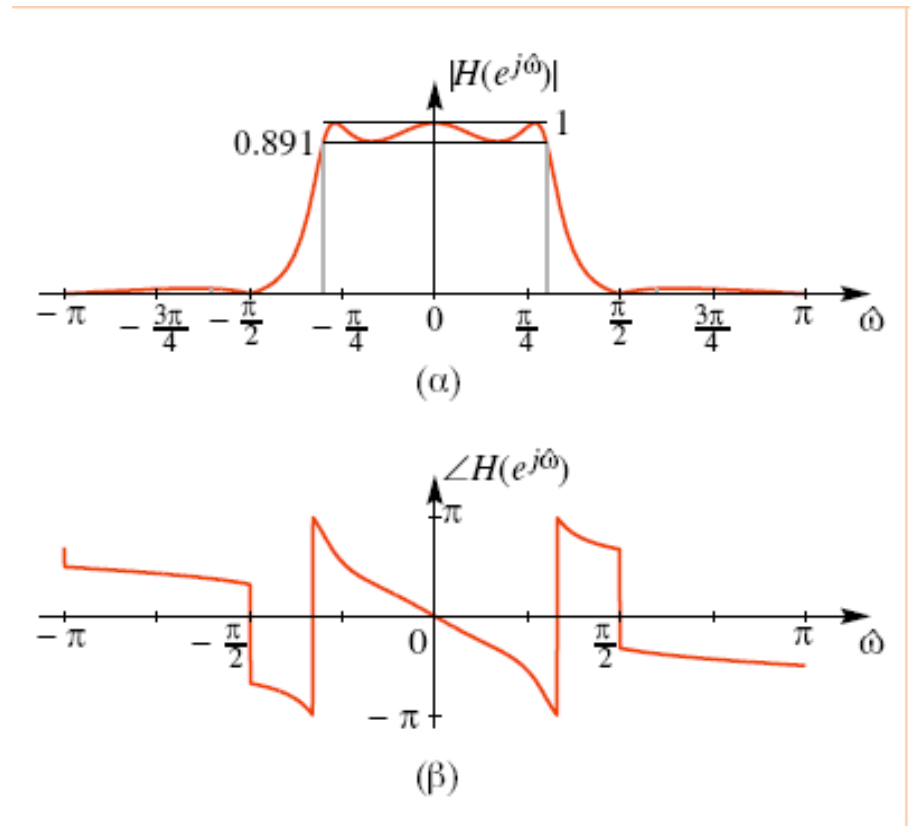 |H(e^{jω̂})|
0.891
1
− π
− 3π/4
− π/2
− π/4
0
π/4
π/2
3π/4
π
ω̂
(α)
∠H(e^{jω̂})
π
− π
− π/2
0
π/2
π
ω̂
− π
(β)